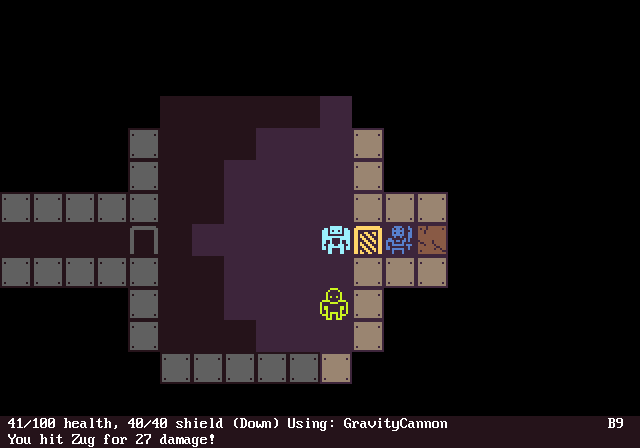 41/100 health, 40/40 shield (Down) Using: GravityCannon B9
You hit Zug for 27 damage!